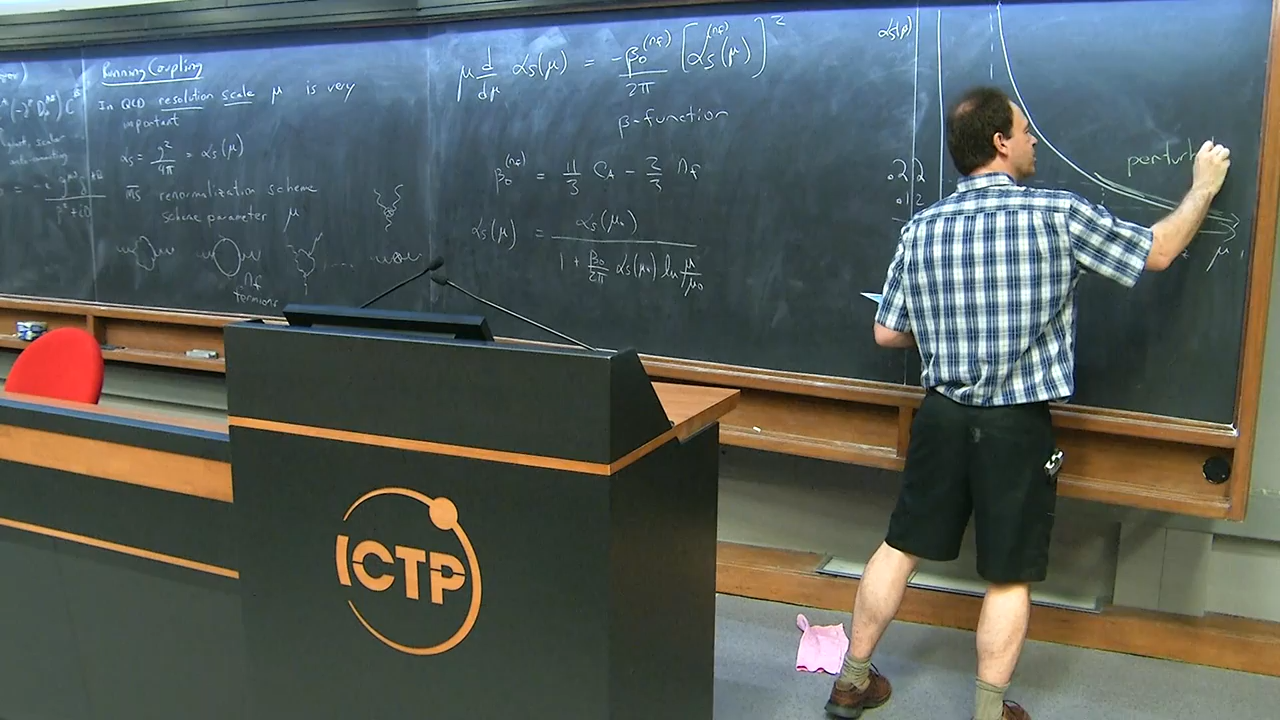 Running Coupling
In QCD resolution scale μ is very
important
αs = g²/4π = αs(μ)
MS renormalization scheme
scheme parameter μ
nf
fermions
μ d/dμ αs(μ) = -β0^(nf)/2π [αs^(nf)(μ)]²
β-function
β0^(nf) = 11/3 CA - 2/3 nf
αs(μ) = αs(μ0) / 1 + β0/2π αs(μ0) ln μ/μ0
αs(μ)
.22
.12
μ
ICTP